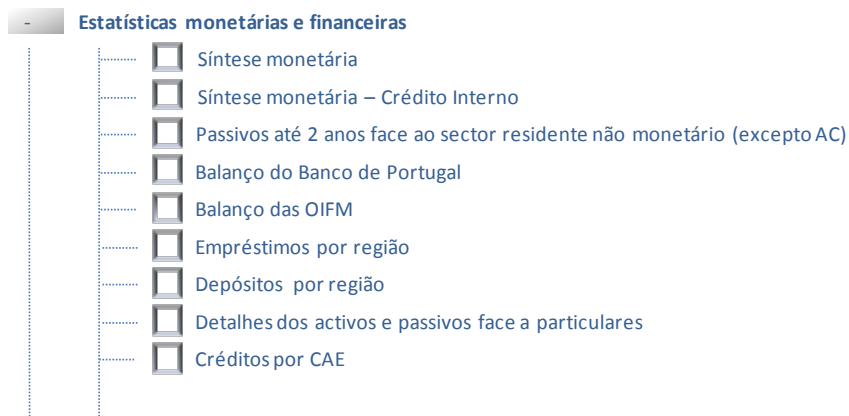 - Estatísticas monetárias e financeiras
Síntese monetária
Síntese monetária – Crédito Interno
Passivos até 2 anos face ao sector residente não monetário (excepto AC)
Balanço do Banco de Portugal
Balanço das OIFM
Empréstimos por região
Depósitos por região
Detalhes dos activos e passivos face a particulares
Créditos por CAE